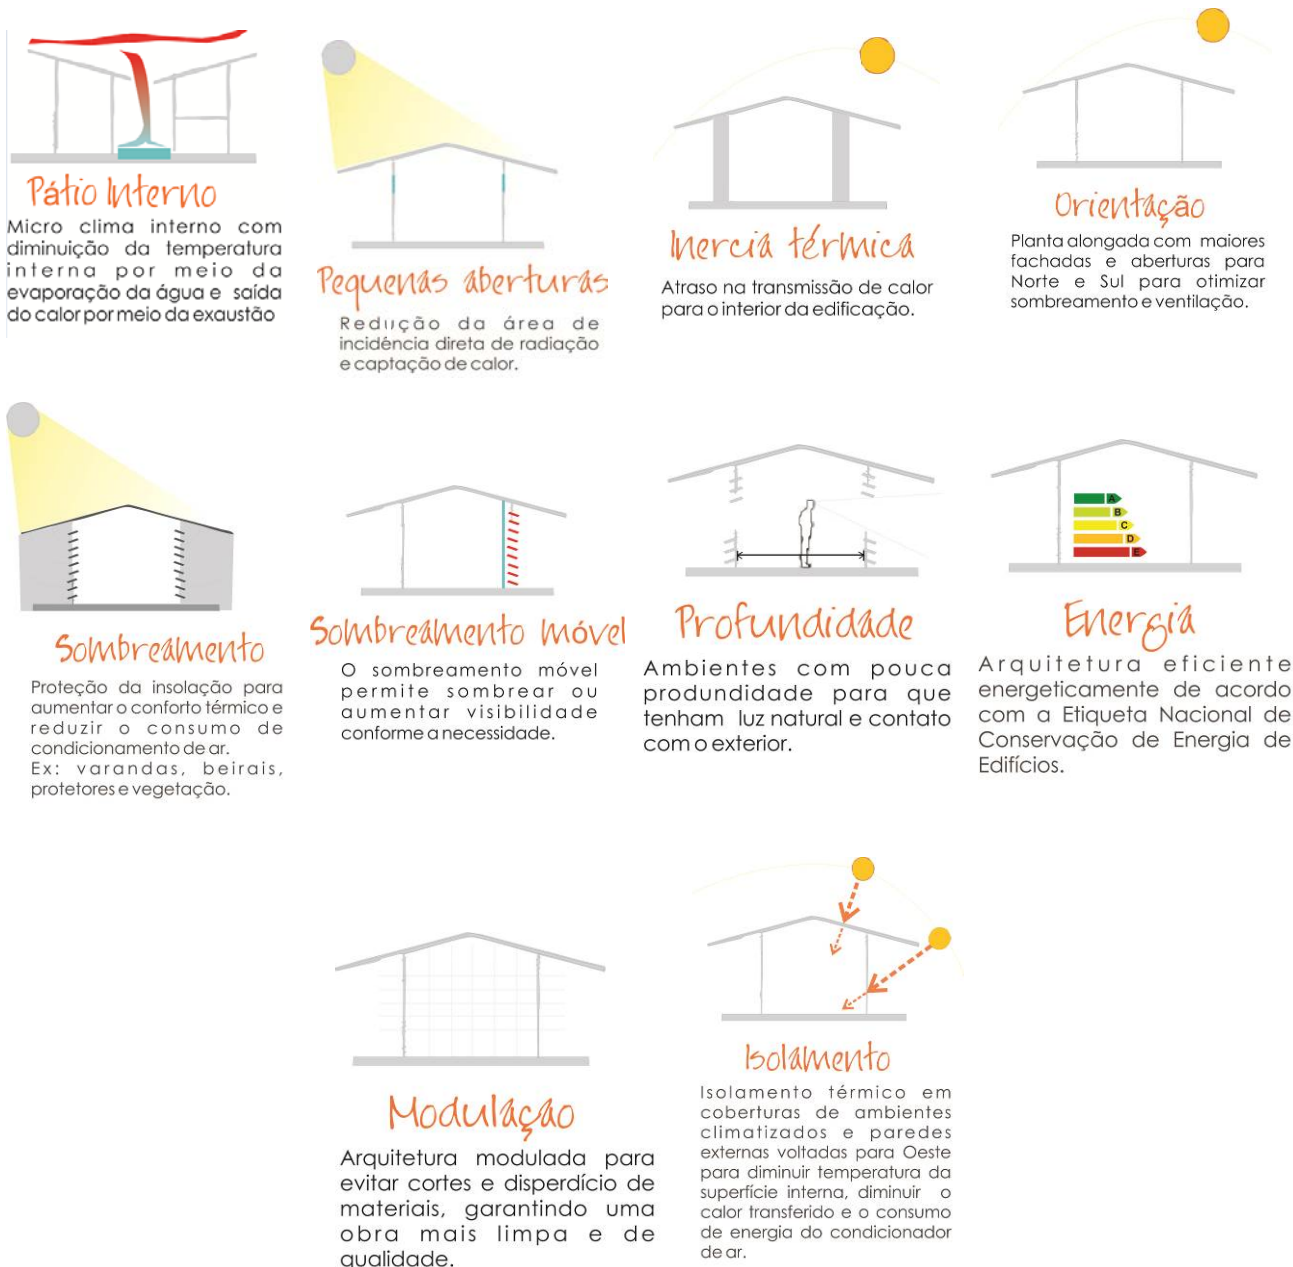 Pátio Interno
Micro clima interno com
diminuição da temperatura
interna por meio da
evaporação da água e saída
do calor por meio da exaustão
Pequenas aberturas
Redução da área de
incidência direta de radiação
e captação de calor.
Inercia térmica
Atraso na transmissão de calor
para o interior da edificação.
Orientação
Planta alongada com maiores
fachadas e aberturas para
Norte e Sul para otimizar
sombreamento e ventilação.
Sombreamento
Proteção da insolação para
aumentar o conforto térmico e
reduzir o consumo de
condicionamento de ar.
Ex: varandas, beirais,
protetores e vegetação.
Sombreamento móvel
O sombreamento móvel
permite sombrear ou
aumentar visibilidade
conforme a necessidade.
Profundidade
Ambientes com pouca
produndidade para que
tenham luz natural e contato
com o exterior.
A
B
C
D
E
Energia
Arquitetura eficiente
energeticamente de acordo
com a Etiqueta Nacional de
Conservação de Energia de
Edifícios.
Modulação
Arquitetura modulada para
evitar cortes e disperdício de
materiais, garantindo uma
obra mais limpa e de
qualidade.
Isolamento
Isolamento térmico em
coberturas de ambientes
climatizados e paredes
externas voltadas para Oeste
para diminuir temperatura da
superfície interna, diminuir o
calor transferido e o consumo
de energia do condicionador
de ar.